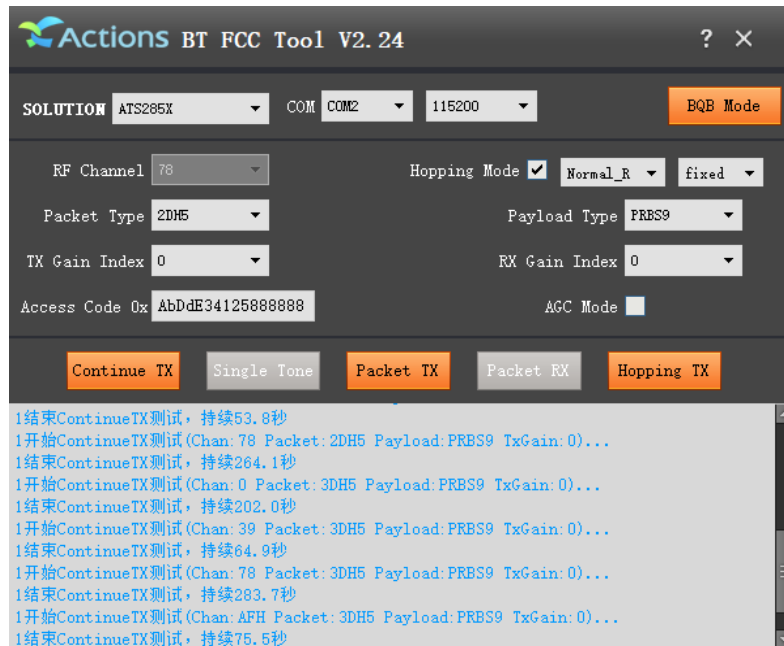 Actions BT FCC Tool V2.24 ? ×
SOLUTION ATS285X COM COM2 115200 BQB Mode
RF Channel 78 Hopping Mode Normal_R fixed
Packet Type 2DH5 Payload Type PRBS9
TX Gain Index 0 RX Gain Index 0
Access Code 0x AbDdE34125888888 AGC Mode
Continue TX Single Tone Packet TX Packet RX Hopping TX
1结束ContinueTX测试，持续53.8秒
1开始ContinueTX测试(Chan:78 Packet:2DH5 Payload:PRBS9 TxGain:0)...
1结束ContinueTX测试，持续264.1秒
1开始ContinueTX测试(Chan:0 Packet:3DH5 Payload:PRBS9 TxGain:0)...
1结束ContinueTX测试，持续202.0秒
1开始ContinueTX测试(Chan:39 Packet:3DH5 Payload:PRBS9 TxGain:0)...
1结束ContinueTX测试，持续64.9秒
1开始ContinueTX测试(Chan:78 Packet:3DH5 Payload:PRBS9 TxGain:0)...
1结束ContinueTX测试，持续283.7秒
1开始ContinueTX测试(Chan:AFH Packet:3DH5 Payload:PRBS9 TxGain:0)...
1结束ContinueTX测试，持续75.5秒